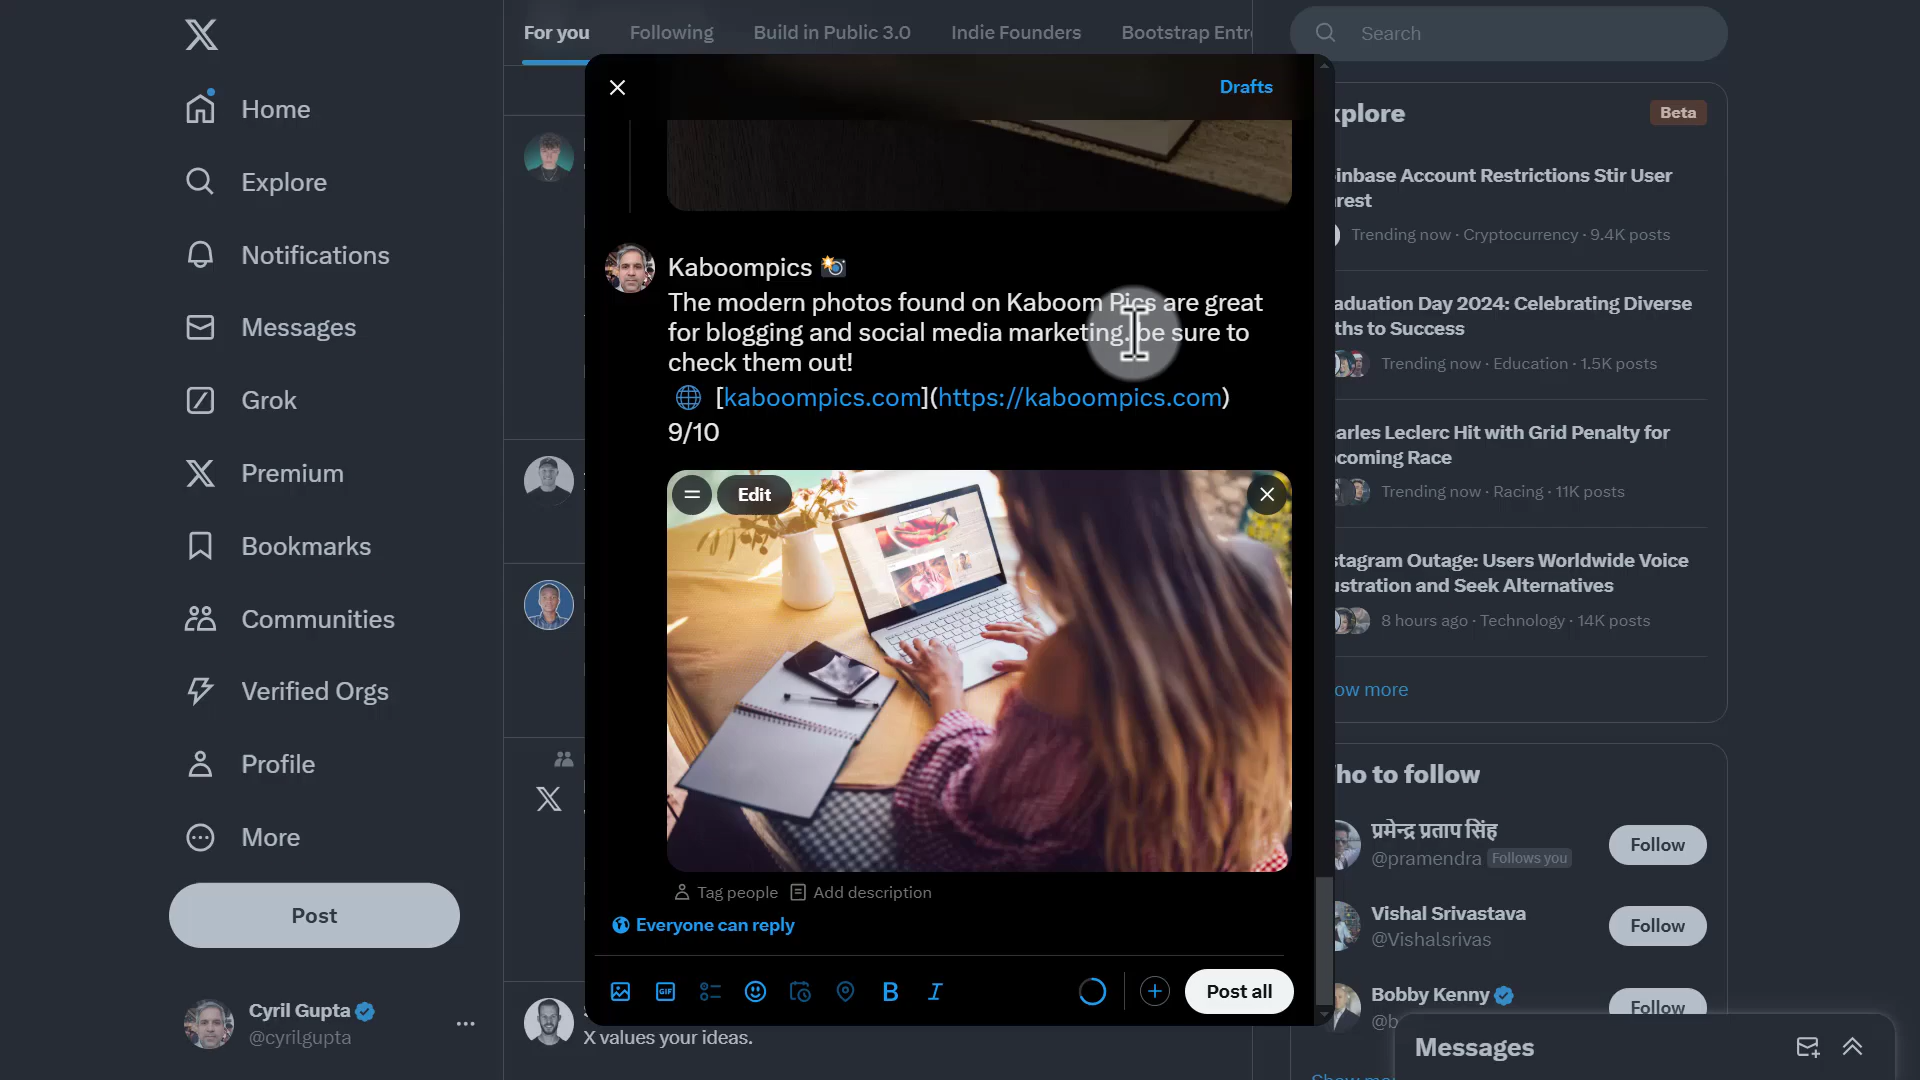 For you
Following
Build in Public 3.0
Indie Founders
Bootstrap Entr
Search
Home
Explore
Notifications
Messages
Grok
Premium
Bookmarks
Communities
Verified Orgs
Profile
More
Post
Cyril Gupta
@cyrilgupta
Drafts
Kaboompics 📸
The modern photos found on Kaboom Pics are great
for blogging and social media marketing. be sure to
check them out!
🌐 [kaboompics.com](https://kaboompics.com)
9/10
Edit
Tag people
Add description
Everyone can reply
GIF
B
I
Post all
X values your ideas.
xplore
Beta
inbase Account Restrictions Stir User
rest
Trending now · Cryptocurrency · 9.4K posts
aduation Day 2024: Celebrating Diverse
ths to Success
Trending now · Education · 1.5K posts
arles Leclerc Hit with Grid Penalty for
coming Race
Trending now · Racing · 11K posts
stagram Outage: Users Worldwide Voice
ustration and Seek Alternatives
8 hours ago · Technology · 14K posts
ow more
ho to follow
प्रमेन्द्र प्रताप सिंह
@pramendra Follows you
Follow
Vishal Srivastava
@Vishalsrivas
Follow
Bobby Kenny
@b
Follow
Messages